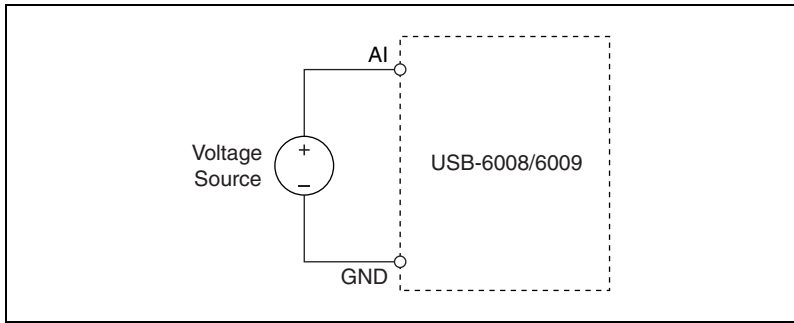 AI
Voltage
Source
+
–
USB-6008/6009
GND